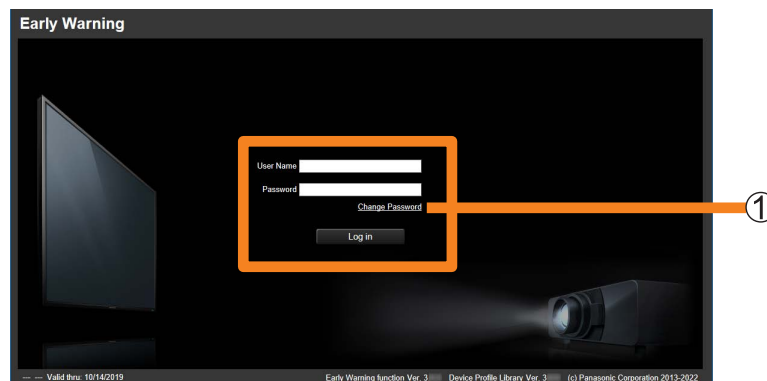 Early Warning
User Name
Password
Change Password
Log in
1
--- --- Valid thru: 10/14/2019 Early Warning function Ver. 3 Device Profile Library Ver. 3 (c) Panasonic Corporation 2013-2022